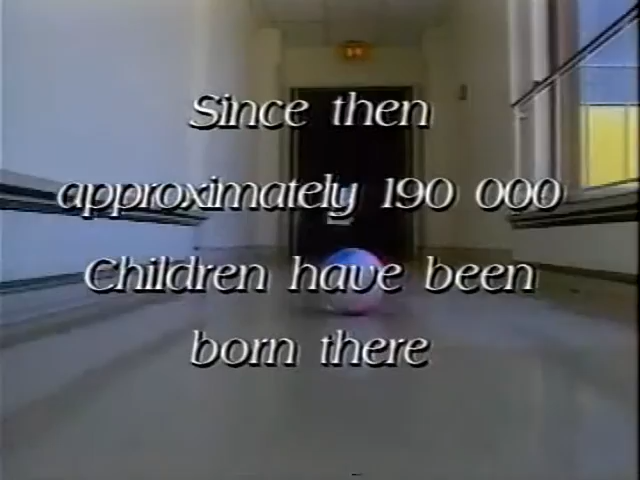 Since then
approximately 190 000
Children have been
born there